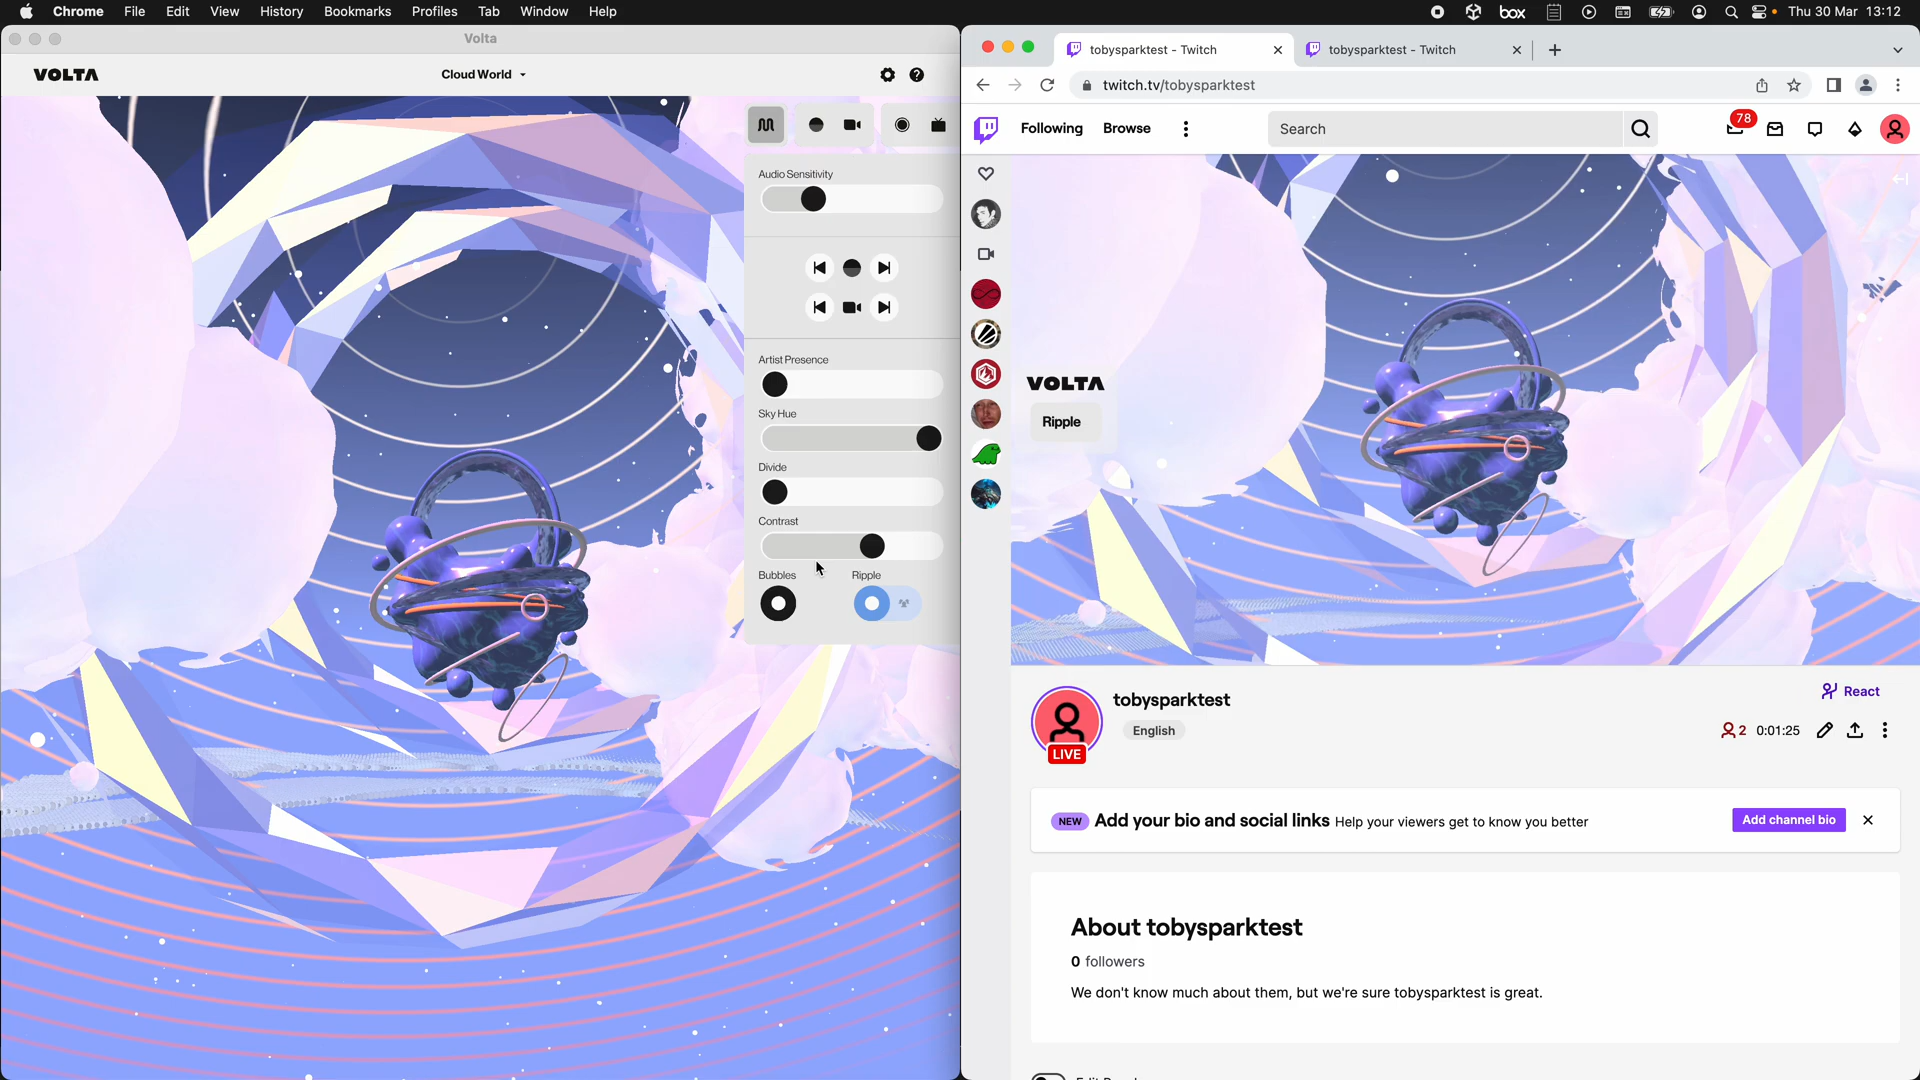 Chrome File Edit View History Bookmarks Profiles Tab Window Help
box
Thu 30 Mar 13:12
Volta
VOLTA
Cloud World
Audio Sensitivity
Artist Presence
Sky Hue
Divide
Contrast
Bubbles Ripple
tobysparktest - Twitch
tobysparktest - Twitch
twitch.tv/tobysparktest
Following Browse
Search
78
VOLTA
Ripple
tobysparktest
React
English
2 0:01:25
LIVE
NEW Add your bio and social links Help your viewers get to know you better
Add channel bio
About tobysparktest
0 followers
We don't know much about them, but we're sure tobysparktest is great.